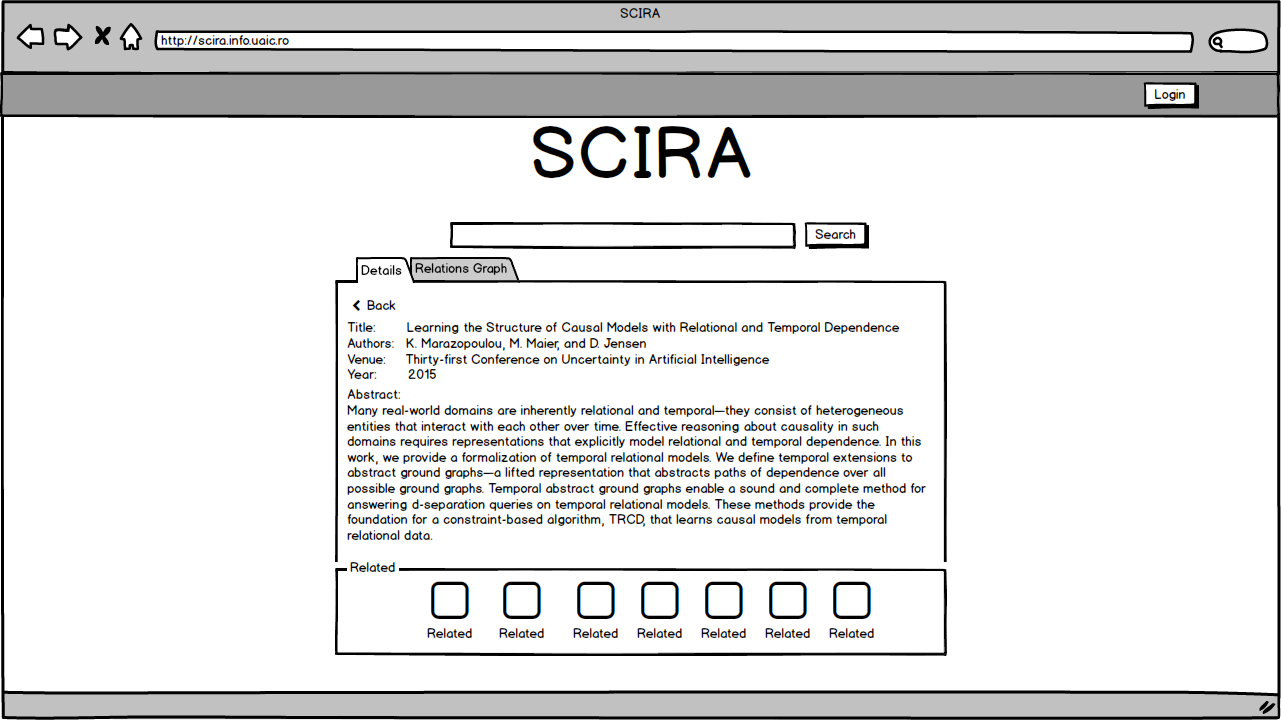 SCIRA
http://scira.info.uaic.ro
Login
SCIRA
Search
Details Relations Graph
Back
Title: Learning the Structure of Causal Models with Relational and Temporal Dependence
Authors: K. Marazopoulou, M. Maier, and D. Jensen
Venue: Thirty-first Conference on Uncertainty in Artificial Intelligence
Year: 2015
Abstract:
Many real-world domains are inherently relational and temporal—they consist of heterogeneous
entities that interact with each other over time. Effective reasoning about causality in such
domains requires representations that explicitly model relational and temporal dependence. In this
work, we provide a formalization of temporal relational models. We define temporal extensions to
abstract ground graphs—a lifted representation that abstracts paths of dependence over all
possible ground graphs. Temporal abstract ground graphs enable a sound and complete method for
answering d-separation queries on temporal relational models. These methods provide the
foundation for a constraint-based algorithm, TRCD, that learns causal models from temporal
relational data.
Related
Related Related Related Related Related Related Related